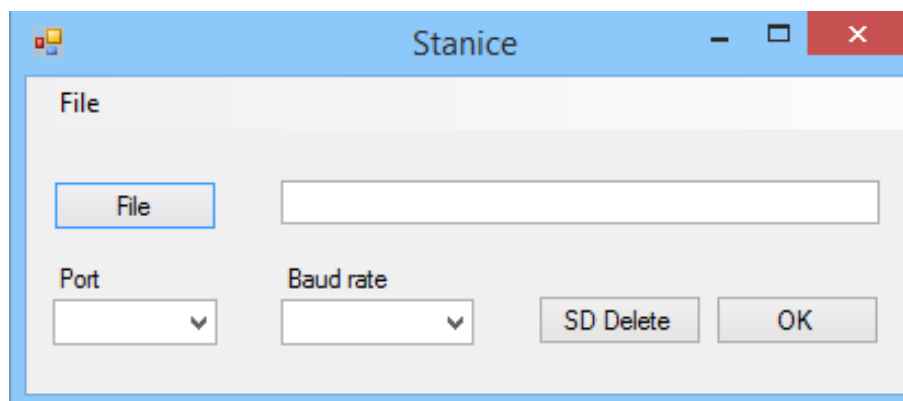 Stanice
File
File
Port
Baud rate
SD Delete
OK